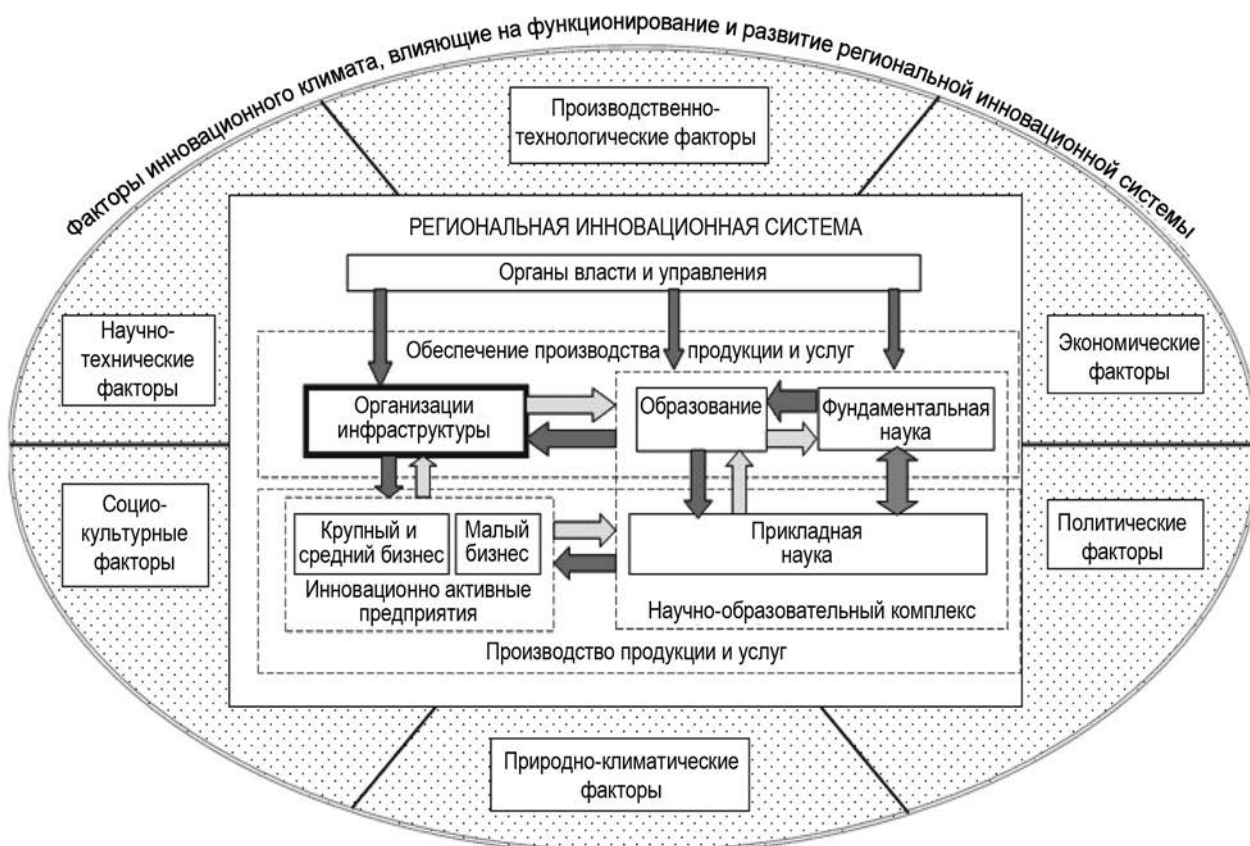 Факторы инновационного климата, влияющие на функционирование и развитие региональной инновационной системы
Производственно-
технологические факторы
РЕГИОНАЛЬНАЯ ИННОВАЦИОННАЯ СИСТЕМА
Органы власти и управления
Научно-
технические
факторы
Экономические
факторы
Обеспечение производства продукции и услуг
Организации
инфраструктуры
Образование
Фундаментальная
наука
Социо-
культурные
факторы
Политические
факторы
Крупный и
средний бизнес
Малый
бизнес
Прикладная
наука
Инновационно активные
предприятия
Научно-образовательный комплекс
Производство продукции и услуг
Природно-климатические
факторы